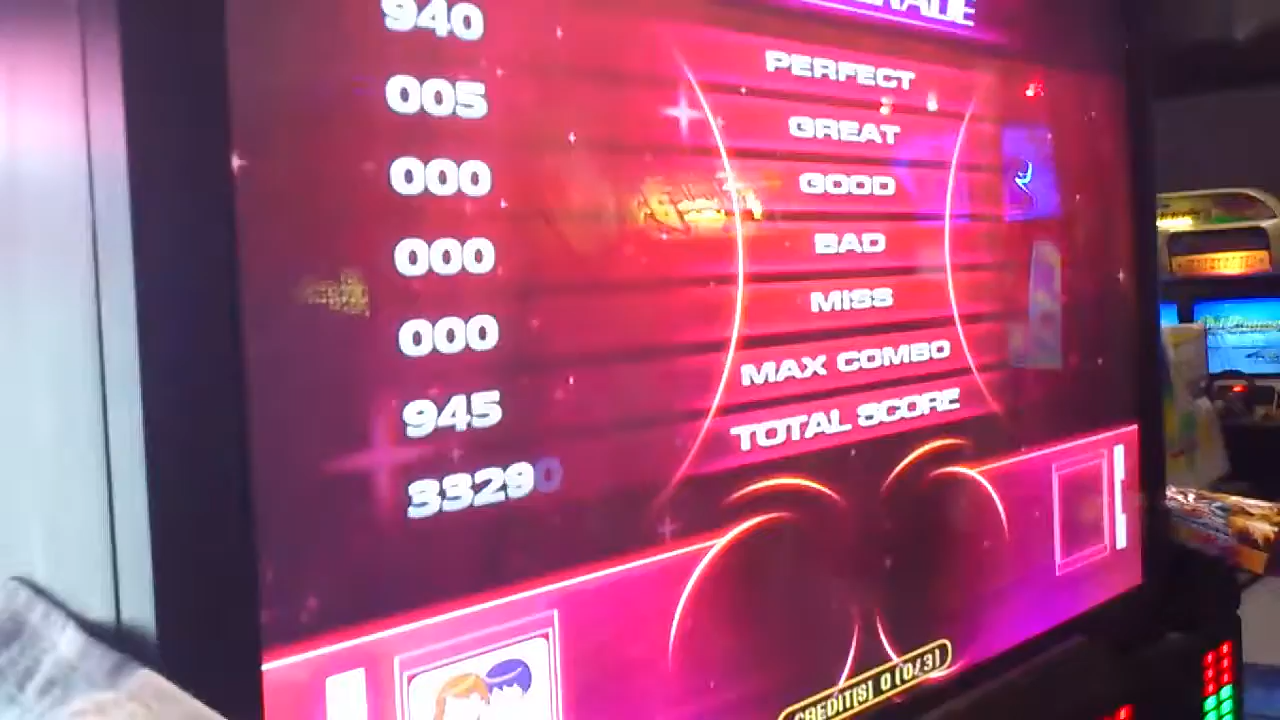 940
PERFECT
005
GREAT
000
GOOD
000
BAD
000
MISS
945
MAX COMBO
33290
TOTAL SCORE
CREDIT[S] 0 [0/3]